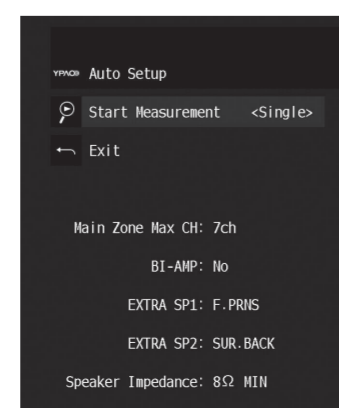 YPAO Auto Setup
Start Measurement <Single>
Exit
Main Zone Max CH: 7ch
BI-AMP: No
EXTRA SP1: F.PRNS
EXTRA SP2: SUR.BACK
Speaker Impedance: 8Ω MIN